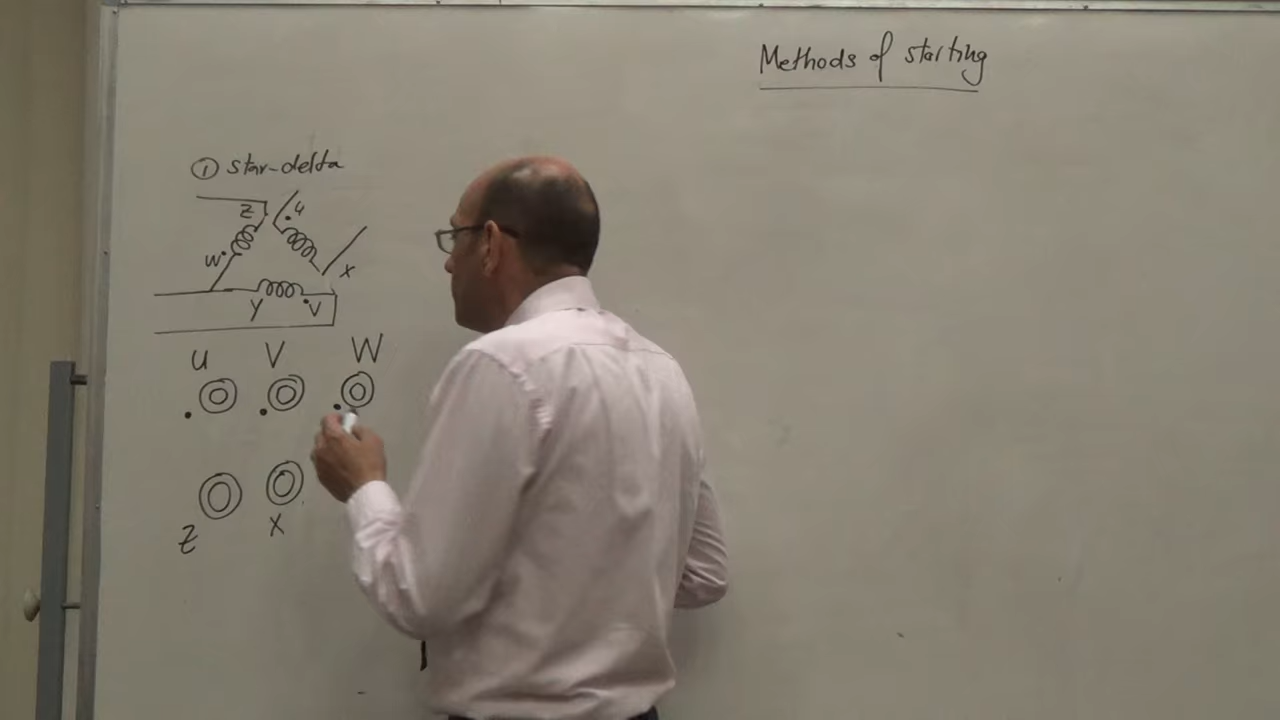 Methods of starting
① star-delta
Z U
W X
Y V
U V W
Z X